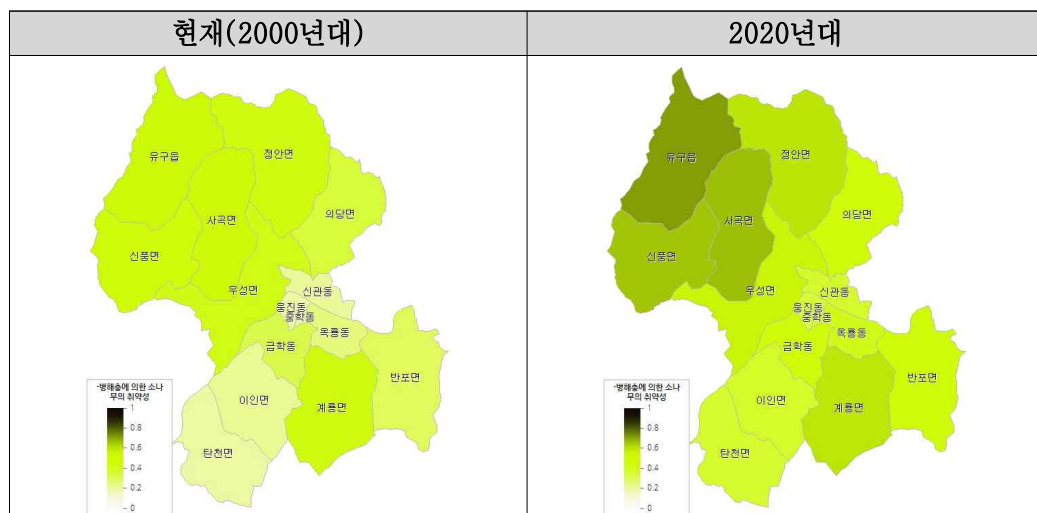 현재(2000년대)
2020년대
유구읍
정안면
사곡면
의당면
신풍면
우성면
신관동
웅진동
중학동
옥룡동
금학동
반포면
이인면
계룡면
탄천면
-병해충에 의한 소나
무의 취약성
1
0.8
0.6
0.4
0.2
0
유구읍
정안면
사곡면
의당면
신풍면
우성면
신관동
웅진동
중학동
옥룡동
금학동
반포면
이인면
계룡면
탄천면
-병해충에 의한 소나
무의 취약성
1
0.8
0.6
0.4
0.2
0